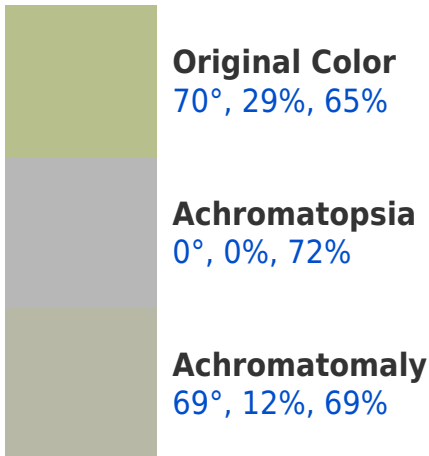 Original Color
70°, 29%, 65%
Achromatopsia
0°, 0%, 72%
Achromatomaly
69°, 12%, 69%